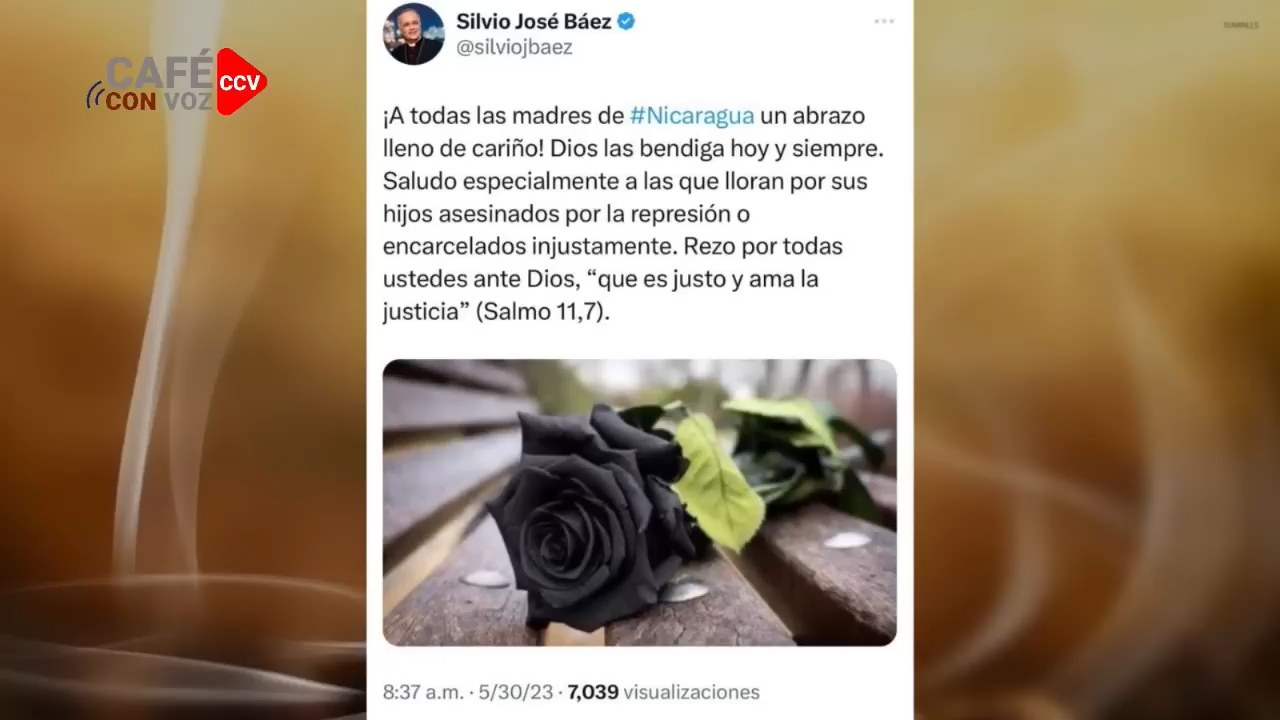 CAFÉ
CON VOZ
CCV
Silvio José Báez
@silviojbaez
¡A todas las madres de #Nicaragua un abrazo
lleno de cariño! Dios las bendiga hoy y siempre.
Saludo especialmente a las que lloran por sus
hijos asesinados por la represión o
encarcelados injustamente. Rezo por todas
ustedes ante Dios, “que es justo y ama la
justicia” (Salmo 11,7).
8:37 a.m. · 5/30/23 · 7,039 visualizaciones